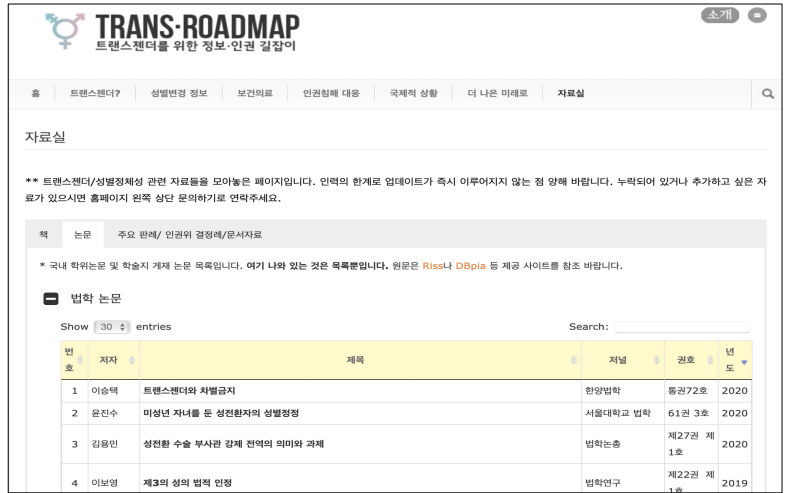 TRANS·ROADMAP
트랜스젠더를 위한 정보·인권 길잡이
소개
홈 트랜스젠더? 성별변경 정보 보건의료 인권침해 대응 국제적 상황 더 나은 미래로 자료실
자료실
** 트랜스젠더/성별정체성 관련 자료들을 모아놓은 페이지입니다. 인력의 한계로 업데이트가 즉시 이루어지지 않는 점 양해 바랍니다. 누락되어 있거나 추가하고 싶은 자
료가 있으시면 홈페이지 왼쪽 상단 문의하기로 연락주세요.
책 논문 주요 판례/ 인권위 결정례/문서자료
* 국내 학위논문 및 학술지 게재 논문 목록입니다. 여기 나와 있는 것은 목록뿐입니다. 원문은 Riss나 DBpia 등 제공 사이트를 참조 바랍니다.
법학 논문
Show 30 entries Search:
번호 저자 제목 저널 권호 년도
1 이승택 트랜스젠더와 차별금지 한양법학 통권72호 2020
2 윤진수 미성년 자녀를 둔 성전환자의 성별정정 서울대학교 법학 61권 3호 2020
3 김용민 성전환 수술 부사관 강제 전역의 의미와 과제 법학논총 제27권 제1호 2020
4 이보영 제3의 성의 법적 인정 법학연구 제22권 제1호 2019